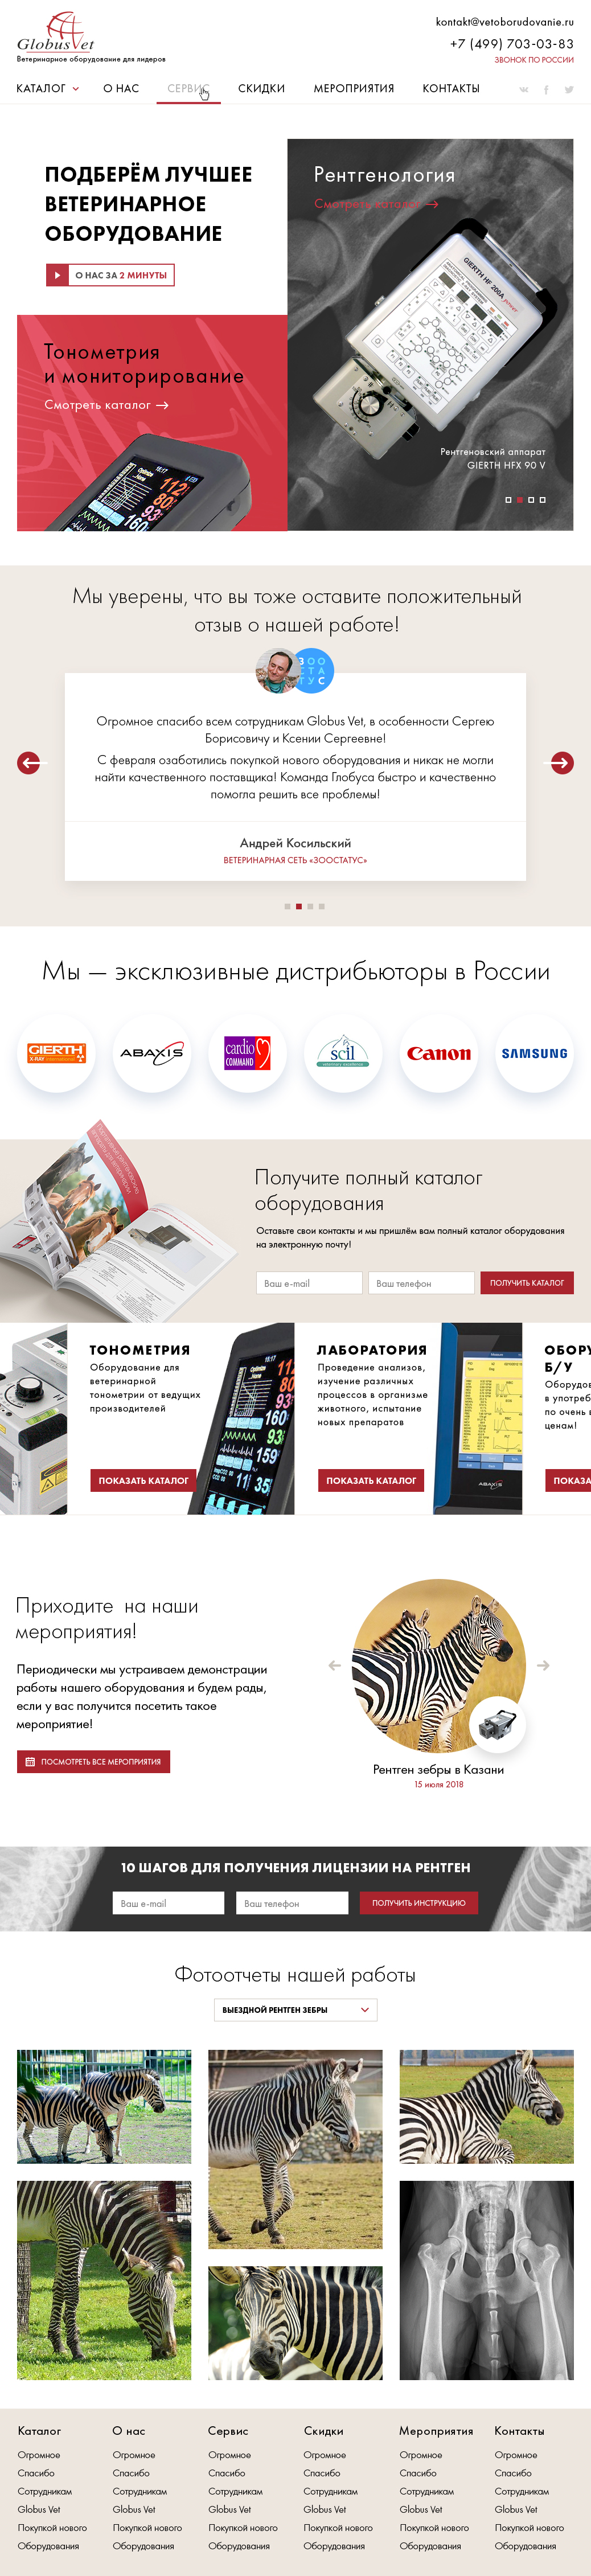 GlobusVet
Ветеринарное оборудование для лидеров
kontakt@vetoborudovanie.ru
+7 (499) 703-03-83
ЗВОНОК ПО РОССИИ
КАТАЛОГ О НАС СЕРВИС СКИДКИ МЕРОПРИЯТИЯ КОНТАКТЫ
ПОДБЕРЁМ ЛУЧШЕЕ
ВЕТЕРИНАРНОЕ
ОБОРУДОВАНИЕ
О НАС ЗА 2 МИНУТЫ
Рентгенология
Смотреть каталог
GIERTH HF 200A power
Рентгеновский аппарат
GIERTH HFX 90 V
Тонометрия
и мониторирование
Смотреть каталог
Мы уверены, что вы тоже оставите положительный
отзыв о нашей работе!
ЗОО
СТА
ТУС
Огромное спасибо всем сотрудникам Globus Vet, в особенности Сергею
Борисовичу и Ксении Сергеевне!
С февраля озаботились покупкой нового оборудования и никак не могли
найти качественного поставщика! Команда Глобуса быстро и качественно
помогла решить все проблемы!
Андрей Косильский
ВЕТЕРИНАРНАЯ СЕТЬ «ЗООСТАТУС»
Мы — эксклюзивные дистрибьюторы в России
GIERTH
X-RAY international
ABAXIS
cardio
COMMAND
scil
veterinary excellence
Canon
SAMSUNG
Получите полный каталог
оборудования
Оставьте свои контакты и мы пришлём вам полный каталог оборудования
на электронную почту!
Ваш e-mail
Ваш телефон
ПОЛУЧИТЬ КАТАЛОГ
ТОНОМЕТРИЯ
Оборудование для
ветеринарной
тонометрии от ведущих
производителей
ПОКАЗАТЬ КАТАЛОГ
ЛАБОРАТОРИЯ
Проведение анализов,
изучение различных
процессов в организме
животного, испытание
новых препаратов
ПОКАЗАТЬ КАТАЛОГ
ABAXIS
ОБОРУ
Б/У
Оборудов
в употреб
по очень в
ценам!
ПОКАЗА
Приходите на наши
мероприятия!
Периодически мы устраиваем демонстрации
работы нашего оборудования и будем рады,
если у вас получится посетить такое
мероприятие!
ПОСМОТРЕТЬ ВСЕ МЕРОПРИЯТИЯ
Рентген зебры в Казани
15 июля 2018
10 ШАГОВ ДЛЯ ПОЛУЧЕНИЯ ЛИЦЕНЗИИ НА РЕНТГЕН
Ваш e-mail
Ваш телефон
ПОЛУЧИТЬ ИНСТРУКЦИЮ
Фотоотчеты нашей работы
ВЫЕЗДНОЙ РЕНТГЕН ЗЕБРЫ
Каталог О нас Сервис Скидки Мероприятия Контакты
Огромное Огромное Огромное Огромное Огромное Огромное
Спасибо Спасибо Спасибо Спасибо Спасибо Спасибо
Сотрудникам Сотрудникам Сотрудникам Сотрудникам Сотрудникам Сотрудникам
Globus Vet Globus Vet Globus Vet Globus Vet Globus Vet Globus Vet
Покупкой нового Покупкой нового Покупкой нового Покупкой нового Покупкой нового Покупкой нового
Оборудования Оборудования Оборудования Оборудования Оборудования Оборудования